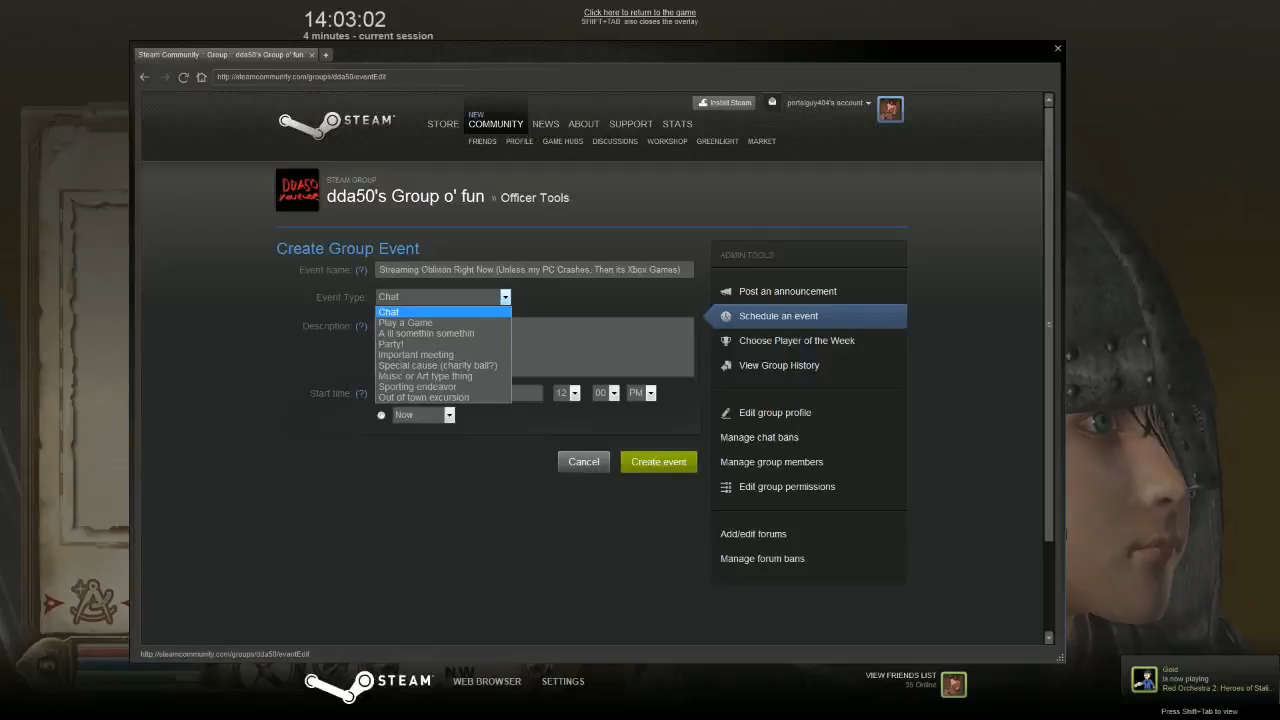 14:03:02
4 minutes - current session
Click here to return to the game
SHIFT+TAB also closes the overlay
Steam Community :: Group :: dda50's Group o' fun
http://steamcommunity.com/groups/dda50/eventEdit
Install Steam
portalguy404's account
STEAM
STORE
NEW
COMMUNITY
NEWS
ABOUT
SUPPORT
STATS
FRIENDS
PROFILE
GAME HUBS
DISCUSSIONS
WORKSHOP
GREENLIGHT
MARKET
DDA50
youtube
STEAM GROUP
dda50's Group o' fun » Officer Tools
Create Group Event
Event Name: (?)
Streaming Obliwon Right Now (Unless my PC Crashes, Then its Xbox Games)
Event Type:
Chat
Chat
Play a Game
A lil somethin somethin
Party!
Important meeting
Special cause (charity ball?)
Music or Art type thing
Sporting endeavor
Out of town excursion
Description: (?)
Start time: (?)
12
00
PM
Now
Cancel
Create event
ADMIN TOOLS
Post an announcement
Schedule an event
Choose Player of the Week
View Group History
Edit group profile
Manage chat bans
Manage group members
Edit group permissions
Add/edit forums
Manage forum bans
http://steamcommunity.com/groups/dda50/eventEdit
STEAM
WEB BROWSER
SETTINGS
VIEW FRIENDS LIST
35 Online
Gold
is now playing
Red Orchestra 2: Heroes of Stali...
Press Shift+Tab to view